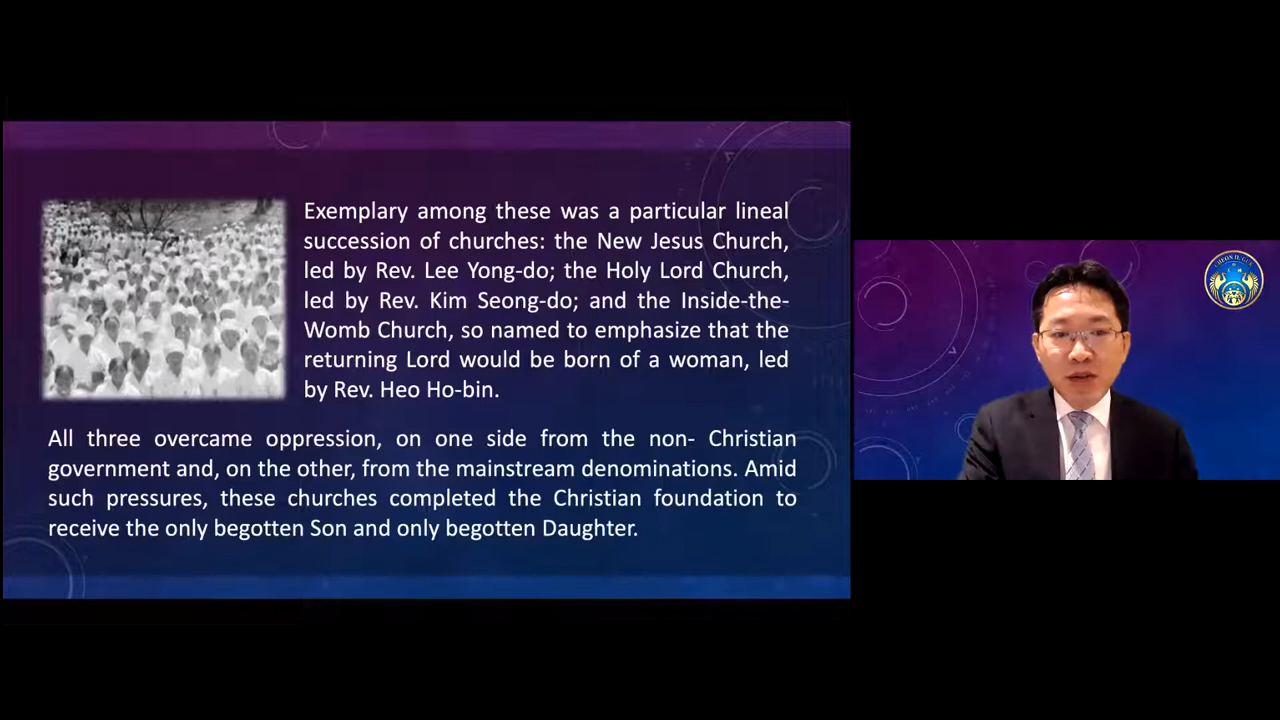 Exemplary among these was a particular lineal
succession of churches: the New Jesus Church,
led by Rev. Lee Yong-do; the Holy Lord Church,
led by Rev. Kim Seong-do; and the Inside-the-
Womb Church, so named to emphasize that the
returning Lord would be born of a woman, led
by Rev. Heo Ho-bin.
All three overcame oppression, on one side from the non- Christian
government and, on the other, from the mainstream denominations. Amid
such pressures, these churches completed the Christian foundation to
receive the only begotten Son and only begotten Daughter.
CHEON IL GUK